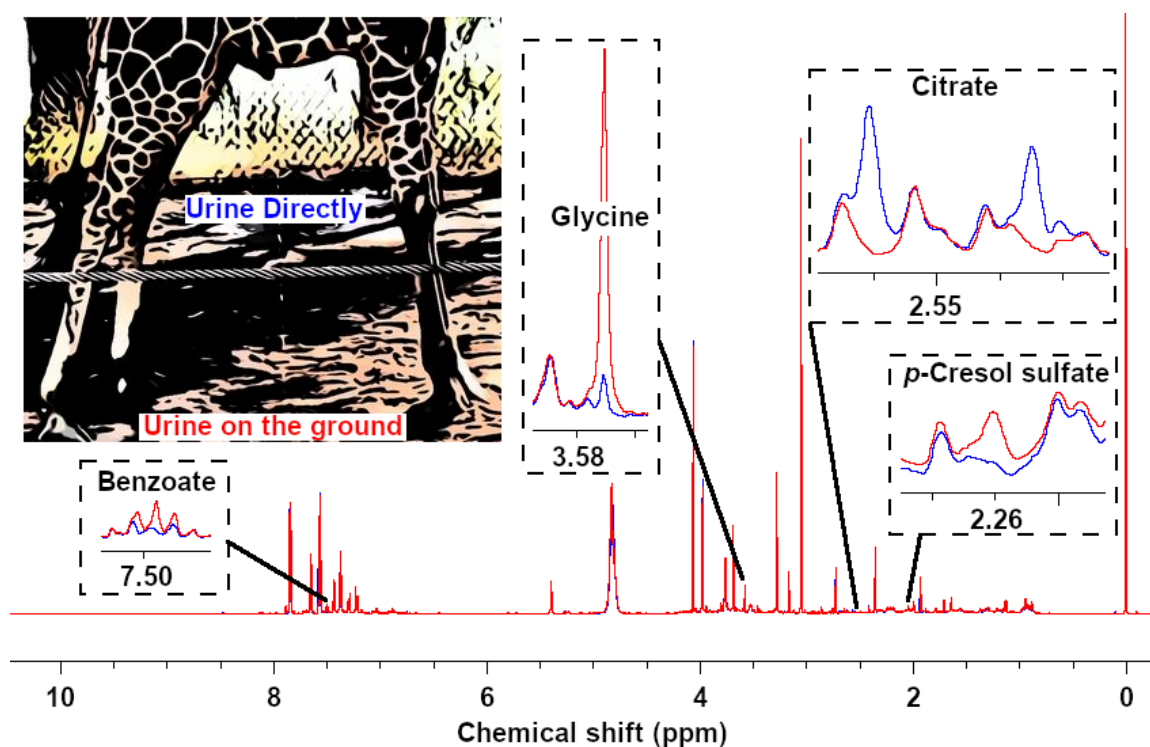 Urine Directly
Urine on the ground
Glycine
3.58
Citrate
2.55
p-Cresol sulfate
2.26
Benzoate
7.50
10 8 6 4 2 0
Chemical shift (ppm)